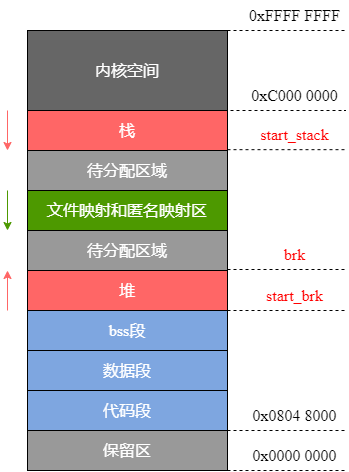 0xFFFF FFFF
内核空间
0xC000 0000
栈
start_stack
待分配区域
文件映射和匿名映射区
待分配区域
brk
堆
start_brk
bss段
数据段
代码段
0x0804 8000
保留区
0x0000 0000